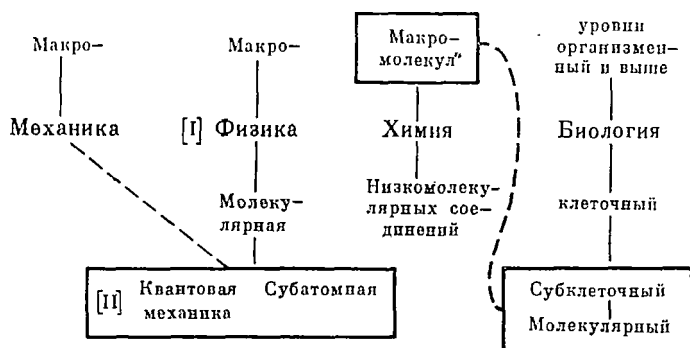 Макро-
Макро-
Макро-
молекул"
уровни
организмен-
ный и выше
Механика
[I] Физика
Химия
Биология
Молеку-
лярная
Низкомолеку-
лярных сое-
динений
клеточный
[II] Квантовая
механика
Субатомная
Субклеточный
Молекулярный